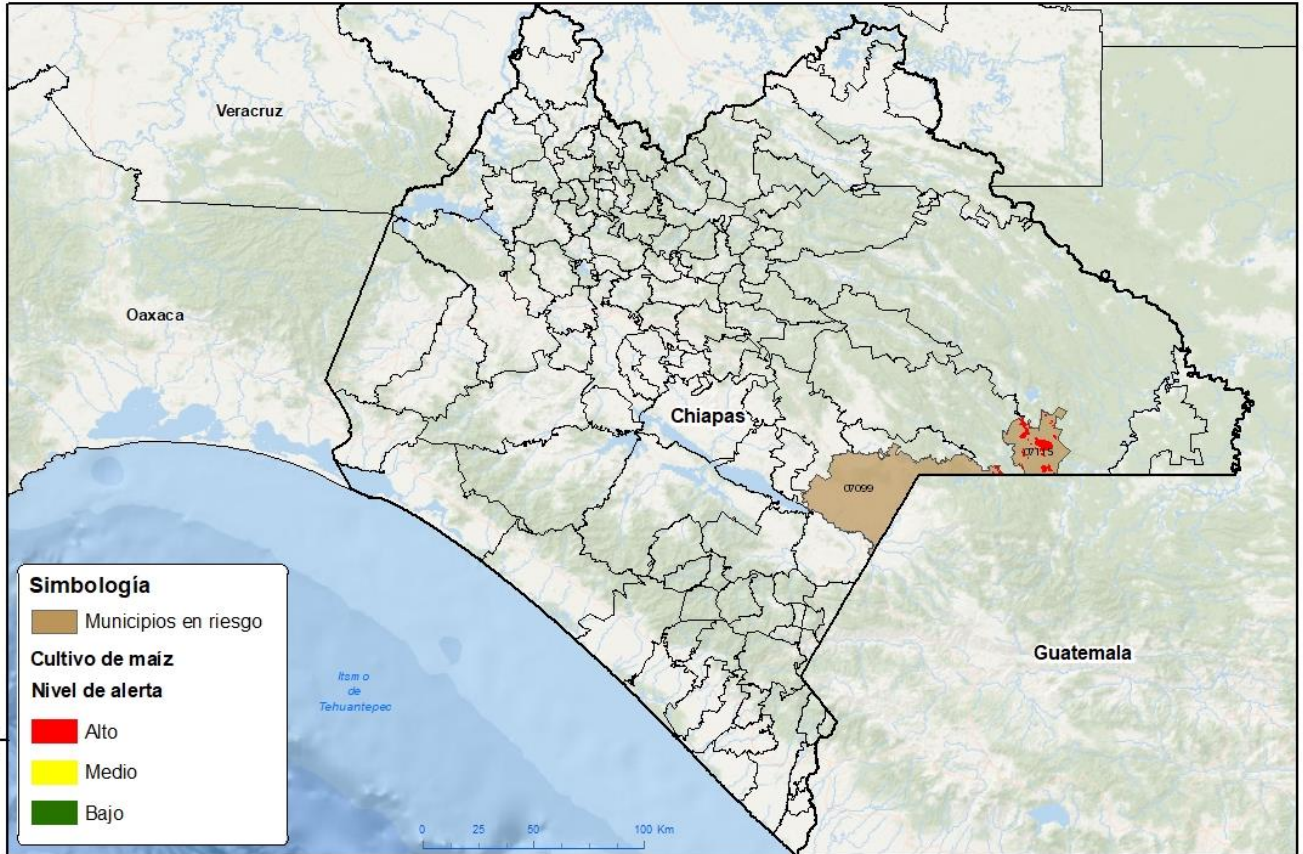 Veracruz
Oaxaca
Chiapas
07115
07099
Guatemala
Itsmo
de
Tehuantepec
Simbología
Municipios en riesgo
Cultivo de maíz
Nivel de alerta
Alto
Medio
Bajo
0 25 50 100 Km